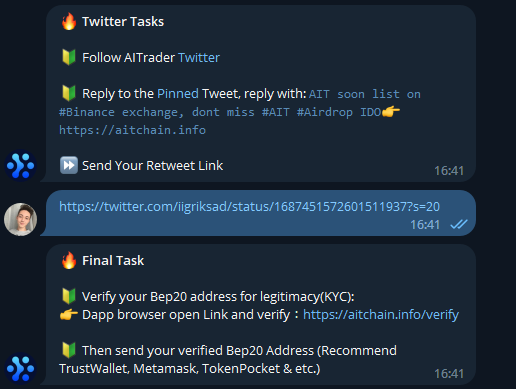 🔥 Twitter Tasks
🔰 Follow AITrader Twitter
🔰 Reply to the Pinned Tweet, reply with: AIT soon list on
#Binance exchange, dont miss #AIT #Airdrop IDO👉
https://aitchain.info
⏩ Send Your Retweet Link
16:41
https://twitter.com/iigriksad/status/1687451572601511937?s=20
16:41
🔥 Final Task
🔰 Verify your Bep20 address for legitimacy(KYC):
👉 Dapp browser open Link and verify：https://aitchain.info/verify
🔰 Then send your verified Bep20 Address (Recommend
TrustWallet, Metamask, TokenPocket & etc.)
16:41